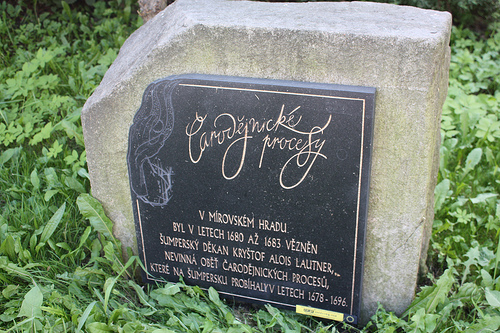 Čarodějnické
procesy
V MÍROVSKÉM HRADU
BYL V LETECH 1680 AŽ 1683 VĚZNĚN
ŠUMPERSKÝ DĚKAN KRYŠTOF ALOIS LAUTNER,
NEVINNÁ OBĚŤ ČARODĚJNICKÝCH PROCESŮ,
KTERÉ NA ŠUMPERSKU PROBÍHALY V LETECH 1678-1696.